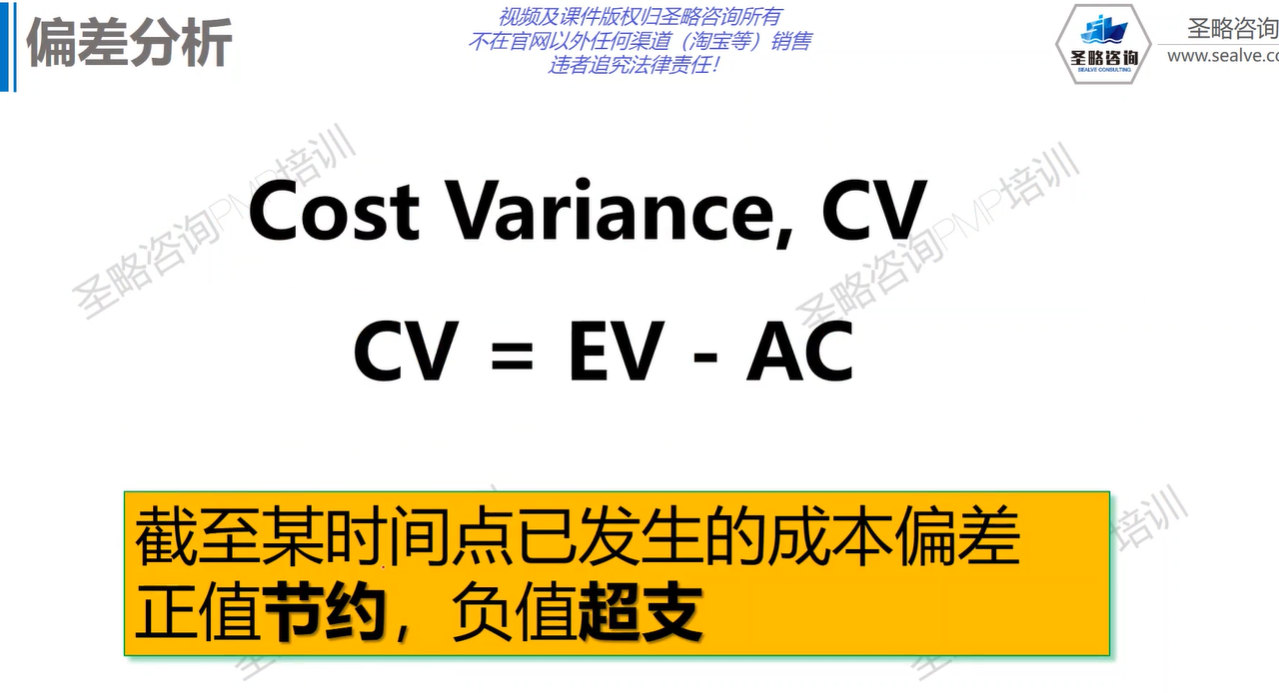 偏差分析
视频及课件版权归圣略咨询所有
不在官网以外任何渠道（淘宝等）销售
违者追究法律责任！
圣略咨询
SEALVE CONSULTING
圣略咨询
www.sealve.co
圣略咨询PMP培训
圣略咨询PMP培训
Cost Variance, CV
CV = EV - AC
截至某时间点已发生的成本偏差
正值节约，负值超支
培训